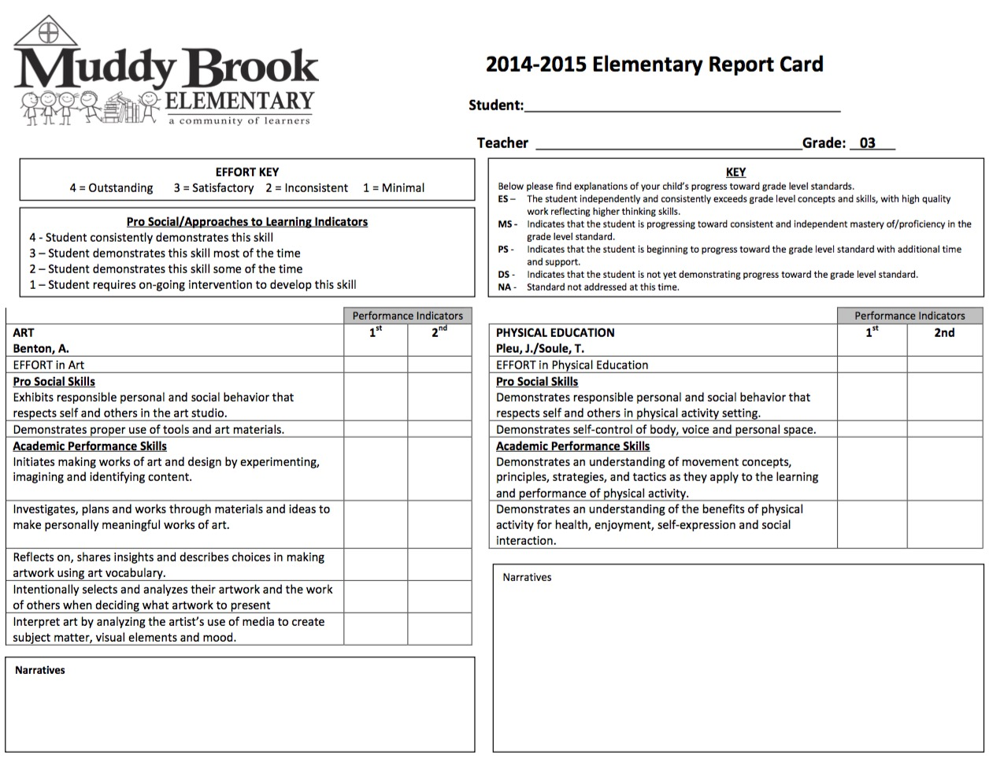 Muddy Brook
ELEMENTARY
a community of learners
2014-2015 Elementary Report Card
Student:
Teacher Grade: 03
EFFORT KEY
4 = Outstanding 3 = Satisfactory 2 = Inconsistent 1 = Minimal
Pro Social/Approaches to Learning Indicators
4 - Student consistently demonstrates this skill
3 – Student demonstrates this skill most of the time
2 – Student demonstrates this skill some of the time
1 – Student requires on-going intervention to develop this skill
KEY
Below please find explanations of your child's progress toward grade level standards.
ES – The student independently and consistently exceeds grade level concepts and skills, with high quality
work reflecting higher thinking skills.
MS - Indicates that the student is progressing toward consistent and independent mastery of/proficiency in the
grade level standard.
PS - Indicates that the student is beginning to progress toward the grade level standard with additional time
and support.
DS - Indicates that the student is not yet demonstrating progress toward the grade level standard.
NA - Standard not addressed at this time.
Performance Indicators
ART 1st 2nd
Benton, A.
EFFORT in Art
Pro Social Skills
Exhibits responsible personal and social behavior that
respects self and others in the art studio.
Demonstrates proper use of tools and art materials.
Academic Performance Skills
Initiates making works of art and design by experimenting,
imagining and identifying content.
Investigates, plans and works through materials and ideas to
make personally meaningful works of art.
Reflects on, shares insights and describes choices in making
artwork using art vocabulary.
Intentionally selects and analyzes their artwork and the work
of others when deciding what artwork to present
Interpret art by analyzing the artist's use of media to create
subject matter, visual elements and mood.
Narratives
Performance Indicators
PHYSICAL EDUCATION 1st 2nd
Pleu, J./Soule, T.
EFFORT in Physical Education
Pro Social Skills
Demonstrates responsible personal and social behavior that
respects self and others in physical activity setting.
Demonstrates self-control of body, voice and personal space.
Academic Performance Skills
Demonstrates an understanding of movement concepts,
principles, strategies, and tactics as they apply to the learning
and performance of physical activity.
Demonstrates an understanding of the benefits of physical
activity for health, enjoyment, self-expression and social
interaction.
Narratives